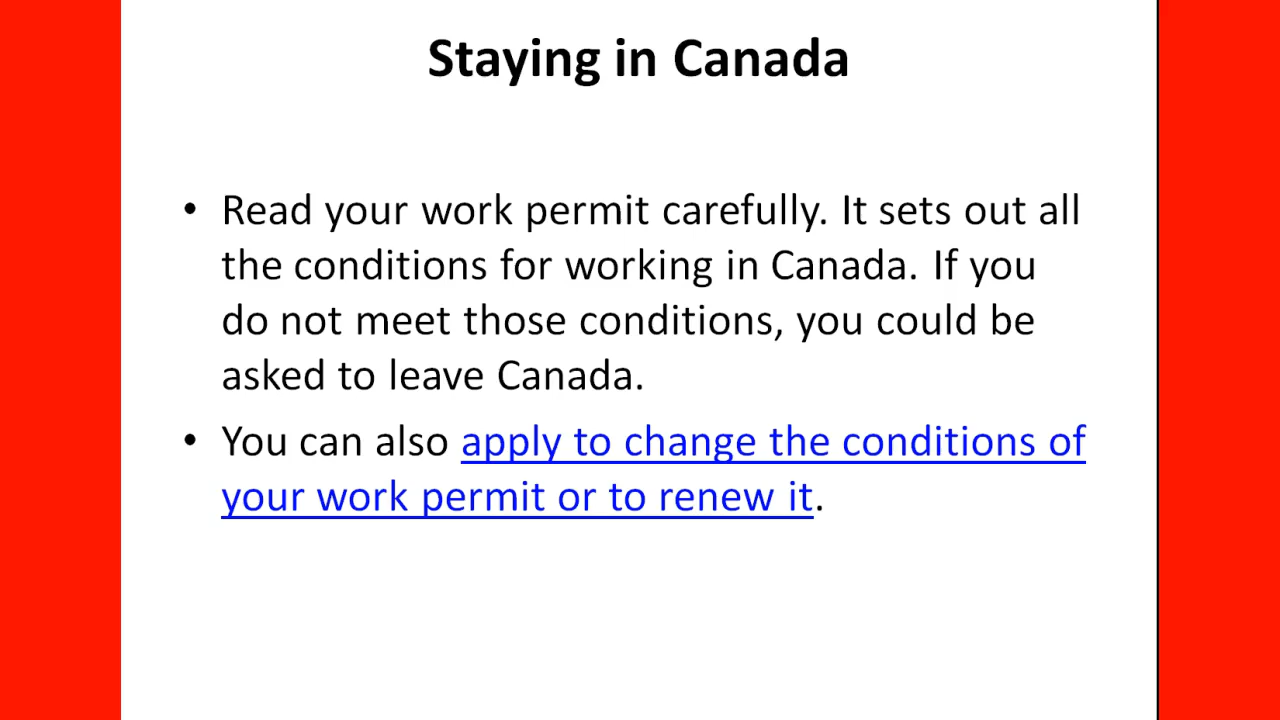 Staying in Canada
• Read your work permit carefully. It sets out all
the conditions for working in Canada. If you
do not meet those conditions, you could be
asked to leave Canada.
• You can also apply to change the conditions of
your work permit or to renew it.